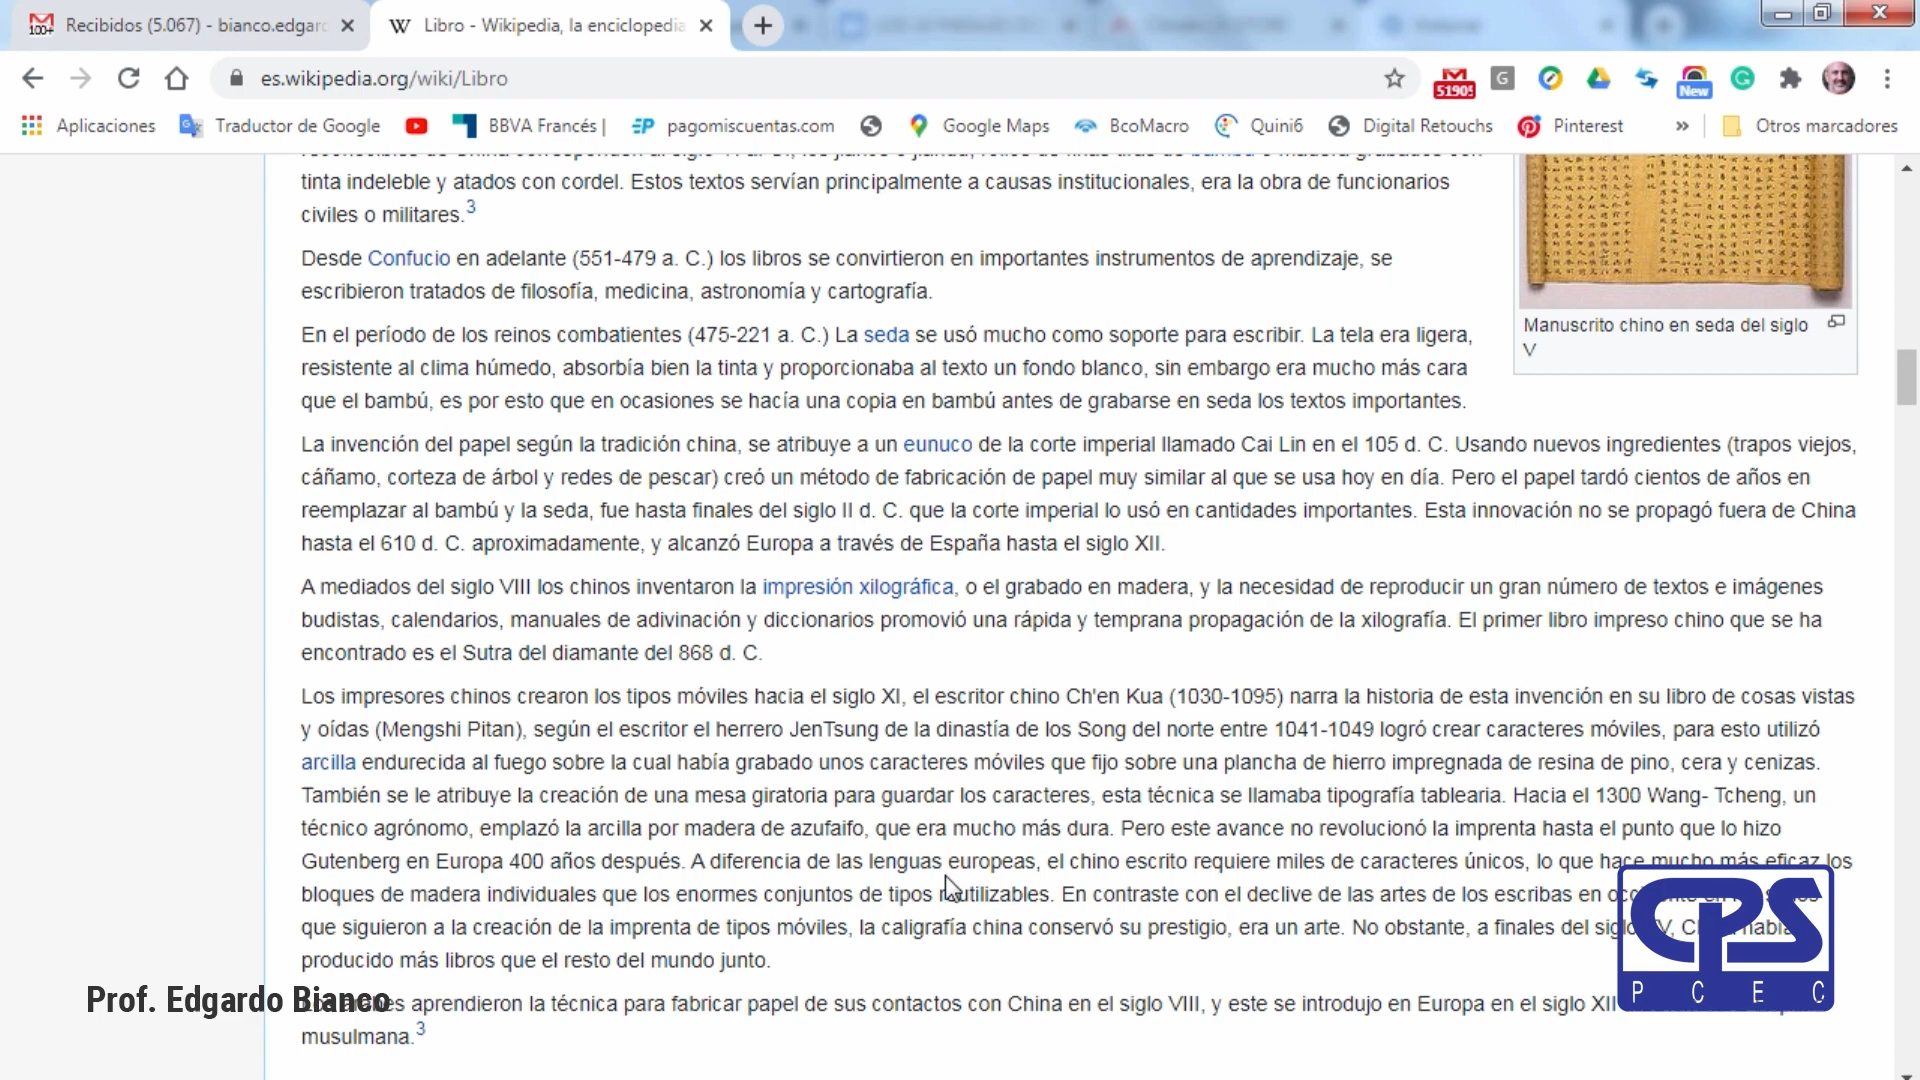 Recibidos (5.067) - bianco.edgard
Libro - Wikipedia, la enciclopedia
es.wikipedia.org/wiki/Libro
Aplicaciones
Traductor de Google
BBVA Francés |
pagomiscuentas.com
Google Maps
BcoMacro
Quini6
Digital Retouchs
Pinterest
»
Otros marcadores
100+
5190
G
New
tinta indeleble y atados con cordel. Estos textos servían principalmente a causas institucionales, era la obra de funcionarios
civiles o militares.3
Desde Confucio en adelante (551-479 a. C.) los libros se convirtieron en importantes instrumentos de aprendizaje, se
escribieron tratados de filosofía, medicina, astronomía y cartografía.
En el período de los reinos combatientes (475-221 a. C.) La seda se usó mucho como soporte para escribir. La tela era ligera,
resistente al clima húmedo, absorbía bien la tinta y proporcionaba al texto un fondo blanco, sin embargo era mucho más cara
que el bambú, es por esto que en ocasiones se hacía una copia en bambú antes de grabarse en seda los textos importantes.
Manuscrito chino en seda del siglo
V
La invención del papel según la tradición china, se atribuye a un eunuco de la corte imperial llamado Cai Lin en el 105 d. C. Usando nuevos ingredientes (trapos viejos,
cáñamo, corteza de árbol y redes de pescar) creó un método de fabricación de papel muy similar al que se usa hoy en día. Pero el papel tardó cientos de años en
reemplazar al bambú y la seda, fue hasta finales del siglo II d. C. que la corte imperial lo usó en cantidades importantes. Esta innovación no se propagó fuera de China
hasta el 610 d. C. aproximadamente, y alcanzó Europa a través de España hasta el siglo XII.
A mediados del siglo VIII los chinos inventaron la impresión xilográfica, o el grabado en madera, y la necesidad de reproducir un gran número de textos e imágenes
budistas, calendarios, manuales de adivinación y diccionarios promovió una rápida y temprana propagación de la xilografía. El primer libro impreso chino que se ha
encontrado es el Sutra del diamante del 868 d. C.
Los impresores chinos crearon los tipos móviles hacia el siglo XI, el escritor chino Ch'en Kua (1030-1095) narra la historia de esta invención en su libro de cosas vistas
y oídas (Mengshi Pitan), según el escritor el herrero JenTsung de la dinastía de los Song del norte entre 1041-1049 logró crear caracteres móviles, para esto utilizó
arcilla endurecida al fuego sobre la cual había grabado unos caracteres móviles que fijo sobre una plancha de hierro impregnada de resina de pino, cera y cenizas.
También se le atribuye la creación de una mesa giratoria para guardar los caracteres, esta técnica se llamaba tipografía tablearia. Hacia el 1300 Wang- Tcheng, un
técnico agrónomo, emplazó la arcilla por madera de azufaifo, que era mucho más dura. Pero este avance no revolucionó la imprenta hasta el punto que lo hizo
Gutenberg en Europa 400 años después. A diferencia de las lenguas europeas, el chino escrito requiere miles de caracteres únicos, lo que hace mucho más eficaz los
bloques de madera individuales que los enormes conjuntos de tipos reutilizables. En contraste con el declive de las artes de los escribas en
que siguieron a la creación de la imprenta de tipos móviles, la caligrafía china conservó su prestigio, era un arte. No obstante, a finales del siglo
producido más libros que el resto del mundo junto.
aprendieron la técnica para fabricar papel de sus contactos con China en el siglo VIII, y este se introdujo en Europa en el siglo XII
musulmana.3
Prof. Edgardo Bianco
CPS
P C E C